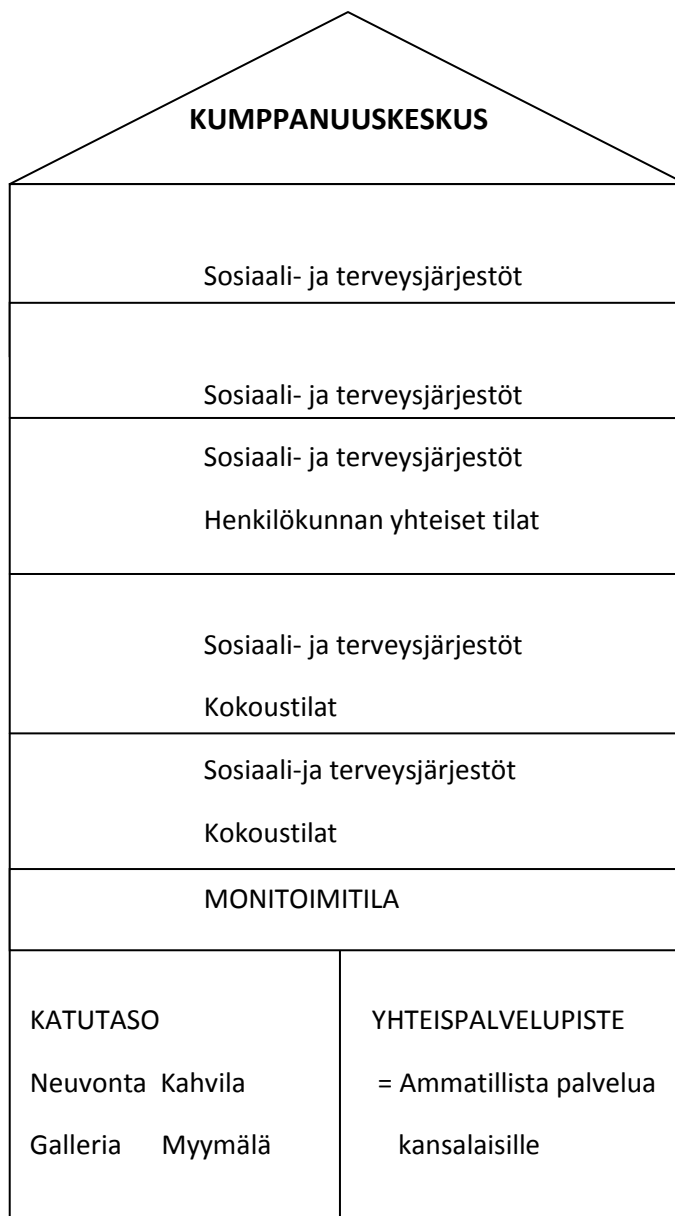 KUMPPANUUSKESKUS
Sosiaali- ja terveysjärjestöt
Sosiaali- ja terveysjärjestöt
Sosiaali- ja terveysjärjestöt
Henkilökunnan yhteiset tilat
Sosiaali- ja terveysjärjestöt
Kokoustilat
Sosiaali-ja terveysjärjestöt
Kokoustilat
MONITOIMITILA
KATUTASO
Neuvonta Kahvila
Galleria Myymälä
YHTEISPALVELUPISTE
= Ammatillista palvelua
kansalaisille